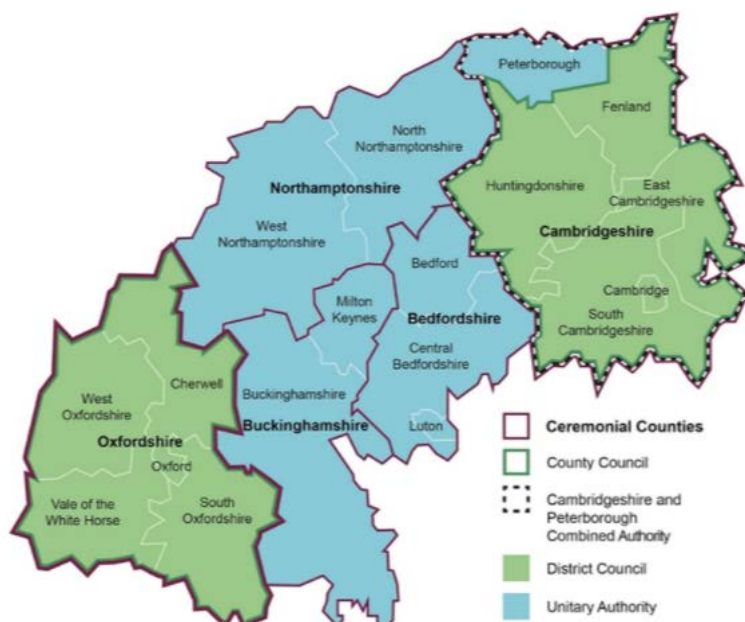 Peterborough
Fenland
North
Northamptonshire
Huntingdonshire
East
Cambridgeshire
Northamptonshire
West
Northamptonshire
Cambridgeshire
Bedford
Milton
Keynes
Cambridge
Bedfordshire
South
Cambridgeshire
Central
Bedfordshire
Cherwell
Buckinghamshire
West
Oxfordshire
Buckinghamshire
Luton
Oxfordshire
Oxford
Vale of the
White Horse
South
Oxfordshire
Ceremonial Counties
County Council
Cambridgeshire and
Peterborough
Combined Authority
District Council
Unitary Authority